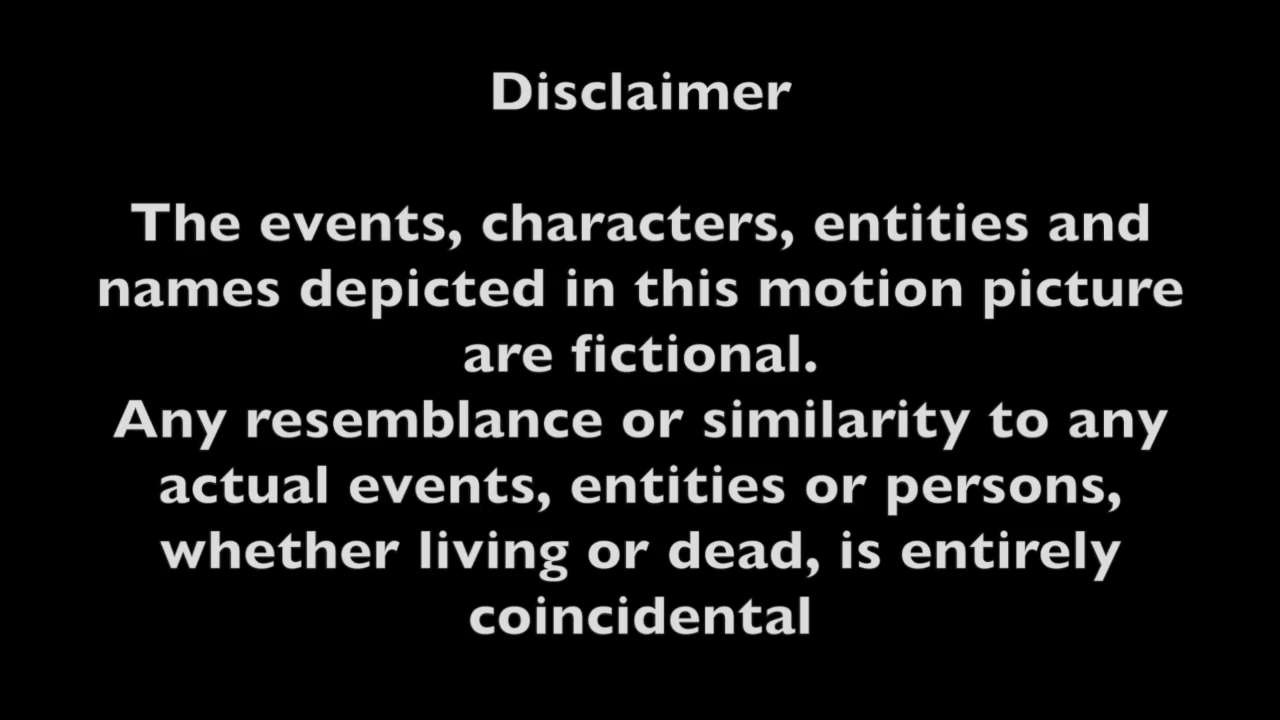 Disclaimer
The events, characters, entities and
names depicted in this motion picture
are fictional.
Any resemblance or similarity to any
actual events, entities or persons,
whether living or dead, is entirely
coincidental